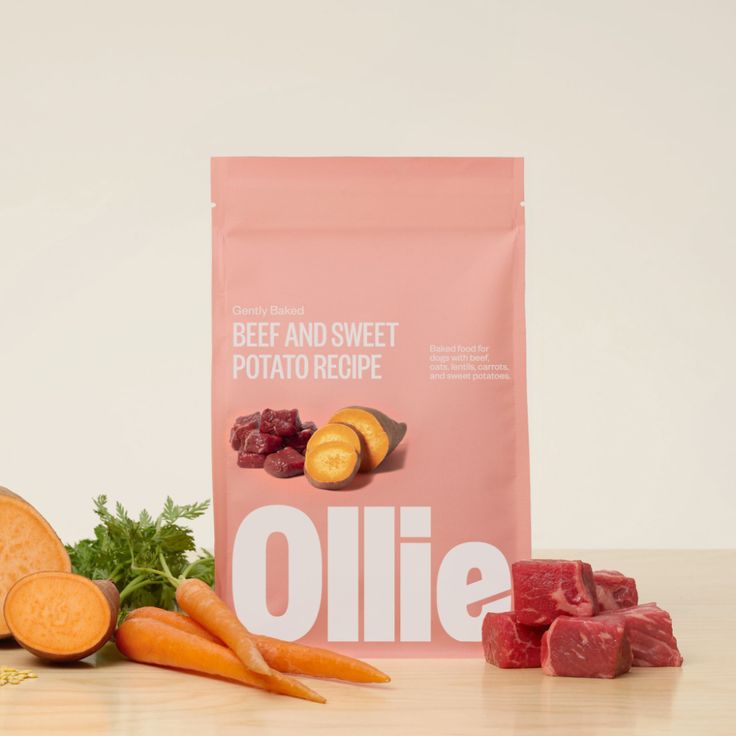 Gently Baked
BEEF AND SWEET
POTATO RECIPE
Baked food for
dogs with beef,
oats, lentils, carrots,
and sweet potatoes.
Ollie